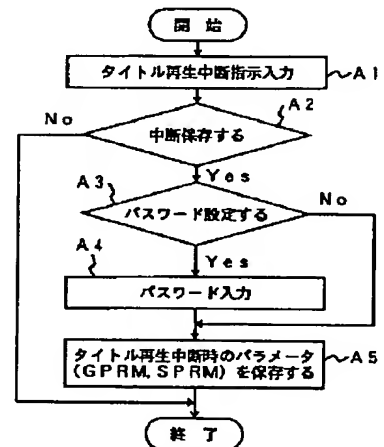 開始
タイトル再生中断指示入力
A1
A2
No
中断保存する
A3
Yes
No
パスワード設定する
A4
Yes
パスワード入力
タイトル再生中断時のパラメータ
(GPRM, SPRM) を保存する
A5
終了